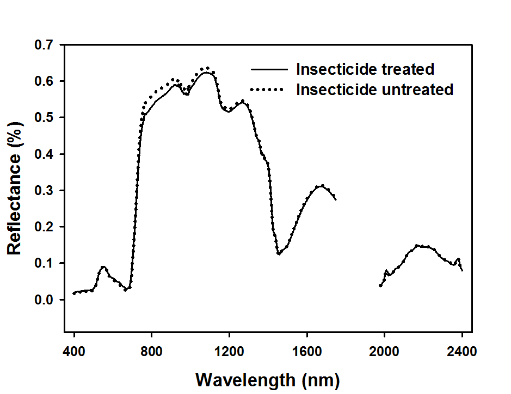 0.7
0.6
0.5
0.4
0.3
0.2
0.1
0.0
Reflectance (%)
Insecticide treated
Insecticide untreated
400 800 1200 1600 2000 2400
Wavelength (nm)